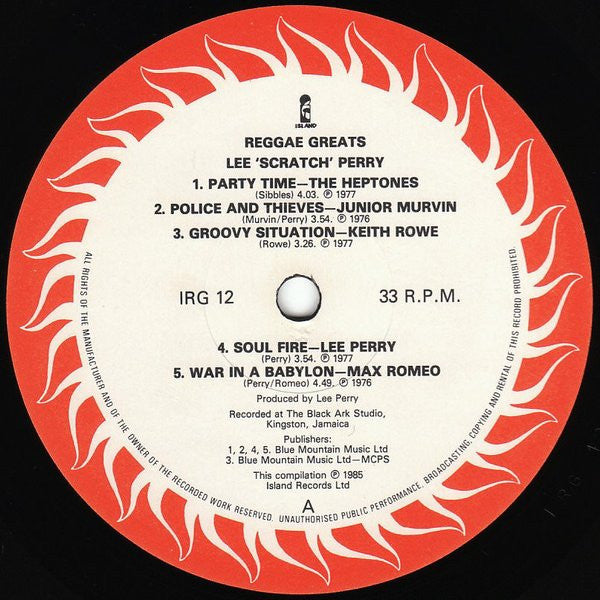 ISLAND
REGGAE GREATS
LEE 'SCRATCH' PERRY
1. PARTY TIME—THE HEPTONES
(Sibbles) 4.03. ℗ 1977
2. POLICE AND THIEVES—JUNIOR MURVIN
(Murvin/Perry) 3.54. ℗ 1976
3. GROOVY SITUATION—KEITH ROWE
(Rowe) 3.26. ℗ 1977
IRG 12 33 R.P.M.
4. SOUL FIRE—LEE PERRY
(Perry) 3.54. ℗ 1977
5. WAR IN A BABYLON—MAX ROMEO
(Perry/Romeo) 4.49. ℗ 1976
Produced by Lee Perry
Recorded at The Black Ark Studio,
Kingston, Jamaica
Publishers:
1, 2, 4, 5. Blue Mountain Music Ltd
3. Blue Mountain Music Ltd—MCPS
This compilation ℗ 1985
Island Records Ltd
A
ALL RIGHTS OF THE MANUFACTURER AND OF THE OWNER OF THE RECORDED WORK RESERVED. UNAUTHORISED PUBLIC PERFORMANCE, BROADCASTING, COPYING AND RENTAL OF THIS RECORD PROHIBITED.